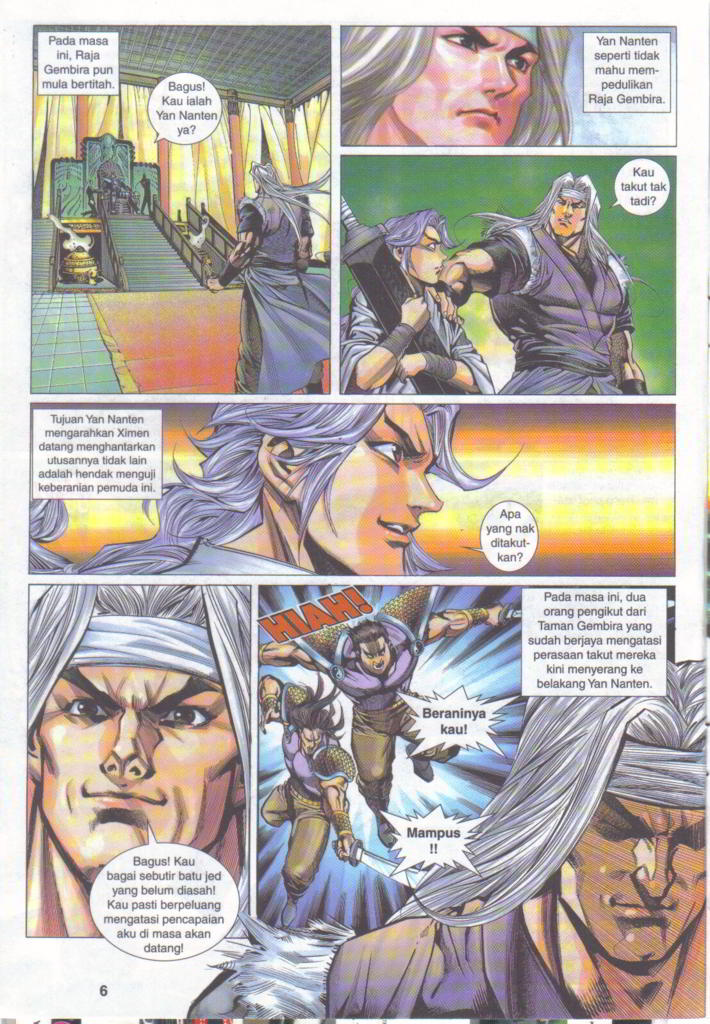 Pada masa
ini, Raja
Gembira pun
mula bertitah.
Bagus!
Kau ialah
Yan Nanten
ya?
Yan Nanten
seperti tidak
mahu mem-
pedulikan
Raja Gembira.
Kau
takut tak
tadi?
Tujuan Yan Nanten
mengarahkan Ximen
datang menghantarkan
utusannya tidak lain
adalah hendak menguji
keberanian pemuda ini.
Apa
yang nak
ditakut-
kan?
Bagus! Kau
bagai sebutir batu jed
yang belum diasah!
Kau pasti berpeluang
mengatasi pencapaian
aku di masa akan
datang!
HIAH!
Pada masa ini, dua
orang pengikut dari
Taman Gembira yang
sudah berjaya mengatasi
perasaan takut mereka
kini menyerang ke
belakang Yan Nanten.
Beraninya
kau!
Mampus
!!
6